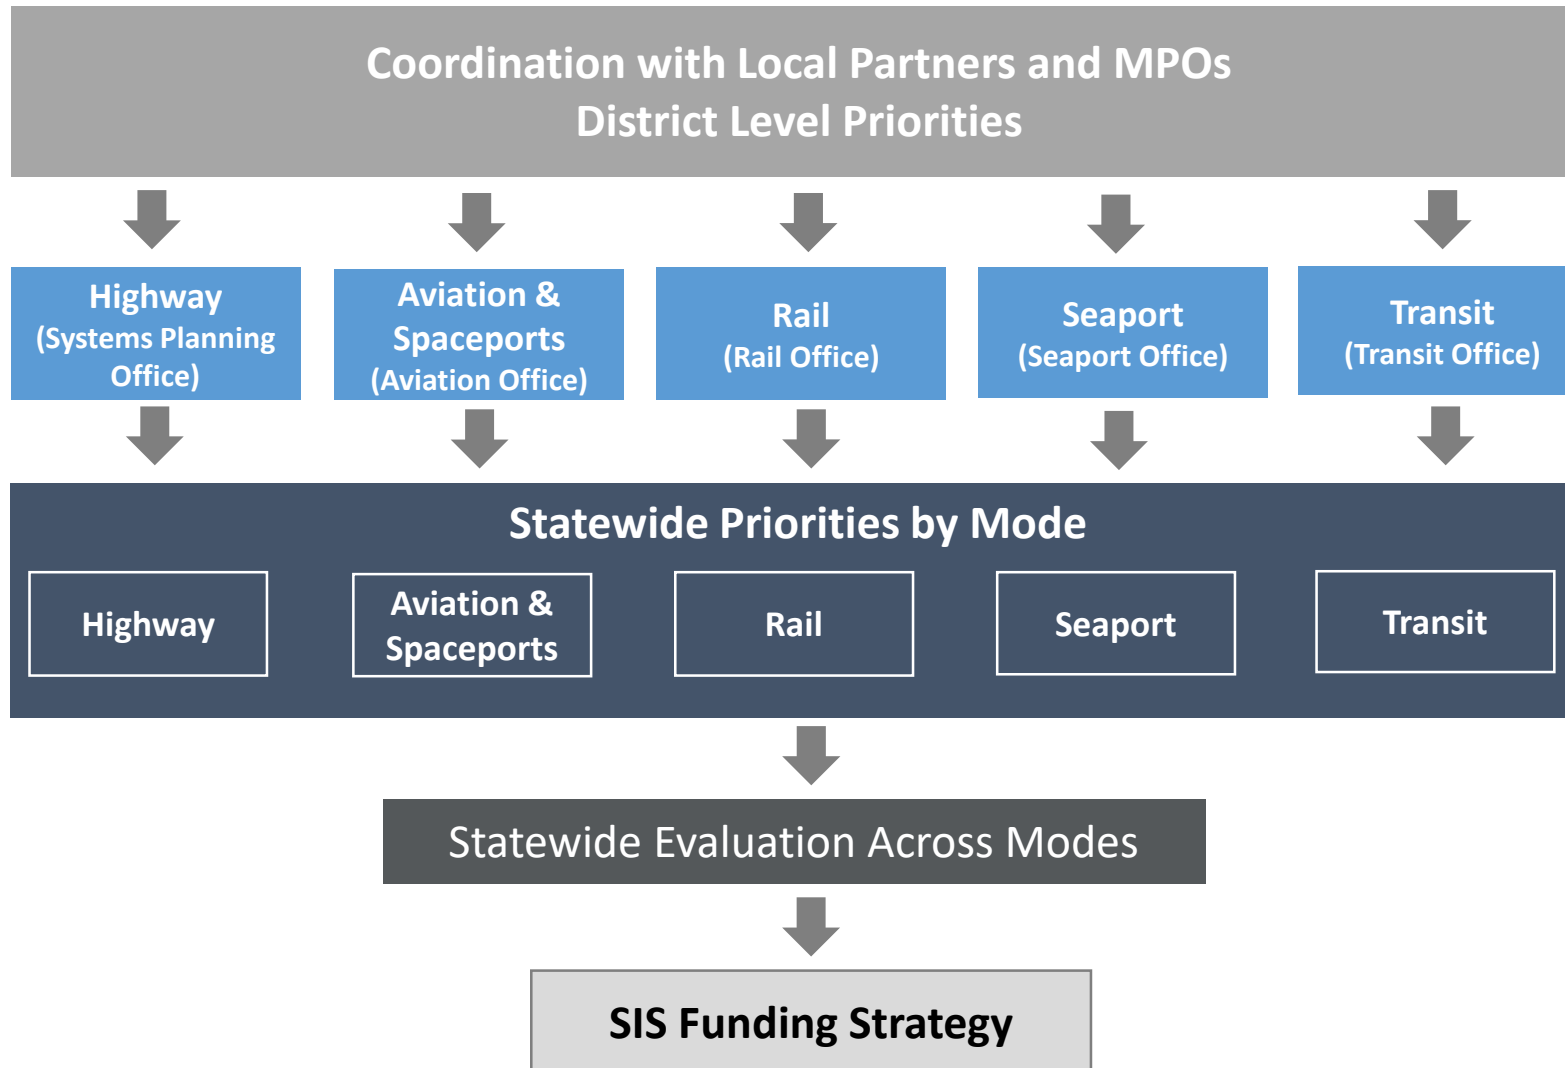 Coordination with Local Partners and MPOs
District Level Priorities
Highway
(Systems Planning
Office)
Aviation &
Spaceports
(Aviation Office)
Rail
(Rail Office)
Seaport
(Seaport Office)
Transit
(Transit Office)
Statewide Priorities by Mode
Highway
Aviation &
Spaceports
Rail
Seaport
Transit
Statewide Evaluation Across Modes
SIS Funding Strategy